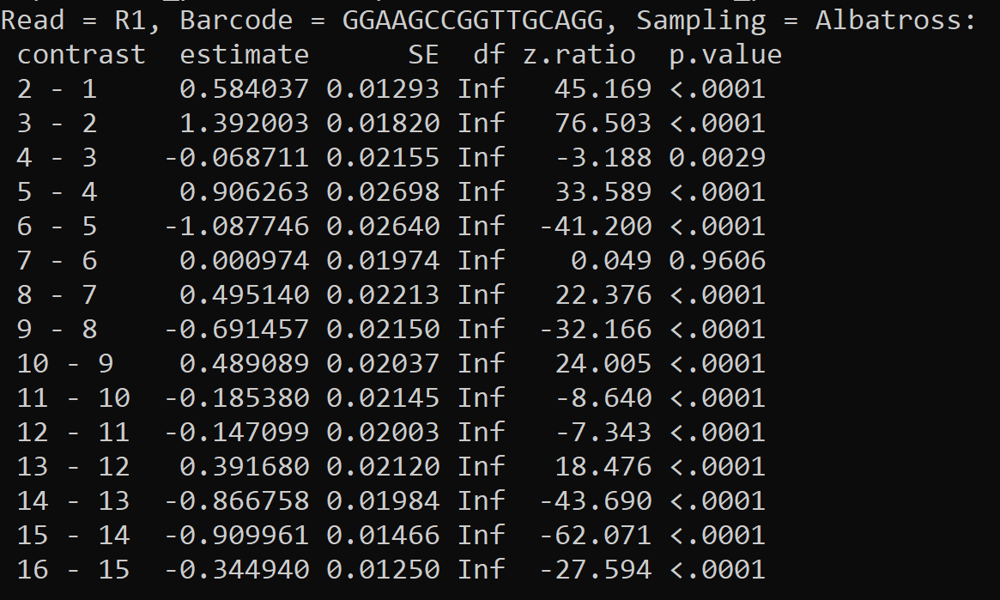 Read = R1, Barcode = GGAAGCCGGTTGCAGG, Sampling = Albatross:
contrast estimate SE df z.ratio p.value
2 - 1 0.584037 0.01293 Inf 45.169 <.0001
3 - 2 1.392003 0.01820 Inf 76.503 <.0001
4 - 3 -0.068711 0.02155 Inf -3.188 0.0029
5 - 4 0.906263 0.02698 Inf 33.589 <.0001
6 - 5 -1.087746 0.02640 Inf -41.200 <.0001
7 - 6 0.000974 0.01974 Inf 0.049 0.9606
8 - 7 0.495140 0.02213 Inf 22.376 <.0001
9 - 8 -0.691457 0.02150 Inf -32.166 <.0001
10 - 9 0.489089 0.02037 Inf 24.005 <.0001
11 - 10 -0.185380 0.02145 Inf -8.640 <.0001
12 - 11 -0.147099 0.02003 Inf -7.343 <.0001
13 - 12 0.391680 0.02120 Inf 18.476 <.0001
14 - 13 -0.866758 0.01984 Inf -43.690 <.0001
15 - 14 -0.909961 0.01466 Inf -62.071 <.0001
16 - 15 -0.344940 0.01250 Inf -27.594 <.0001